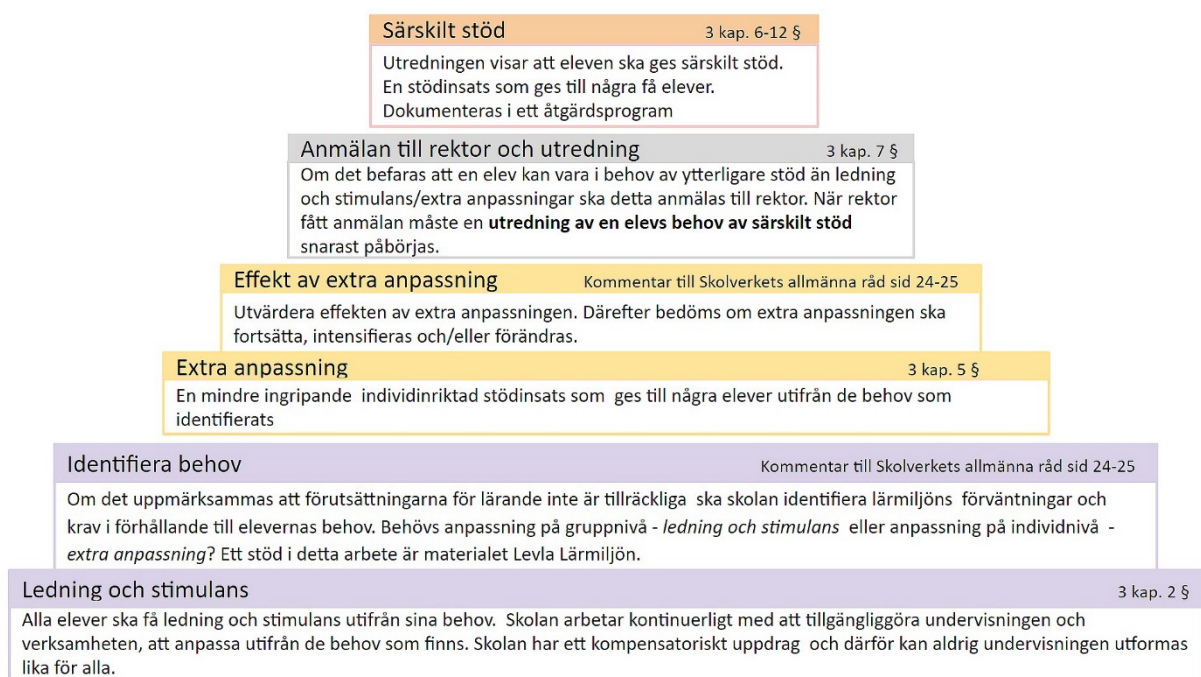 Särskilt stöd 3 kap. 6-12 §
Utredningen visar att eleven ska ges särskilt stöd.
En stödinsats som ges till några få elever.
Dokumenteras i ett åtgärdsprogram
Anmälan till rektor och utredning 3 kap. 7 §
Om det befaras att en elev kan vara i behov av ytterligare stöd än ledning
och stimulans/extra anpassningar ska detta anmälas till rektor. När rektor
fått anmälan måste en utredning av en elevs behov av särskilt stöd
snarast påbörjas.
Effekt av extra anpassning Kommentar till Skolverkets allmänna råd sid 24-25
Utvärdera effekten av extra anpassningen. Därefter bedöms om extra anpassningen ska
fortsätta, intensifieras och/eller förändras.
Extra anpassning 3 kap. 5 §
En mindre ingripande individinriktad stödinsats som ges till några elever utifrån de behov som
identifierats
Identifiera behov Kommentar till Skolverkets allmänna råd sid 24-25
Om det uppmärksammas att förutsättningarna för lärande inte är tillräckliga ska skolan identifiera lärmiljöns förväntningar och
krav i förhållande till elevernas behov. Behövs anpassning på gruppnivå - ledning och stimulans eller anpassning på individnivå -
extra anpassning? Ett stöd i detta arbete är materialet Levla Lärmiljön.
Ledning och stimulans 3 kap. 2 §
Alla elever ska få ledning och stimulans utifrån sina behov. Skolan arbetar kontinuerligt med att tillgängliggöra undervisningen och
verksamheten, att anpassa utifrån de behov som finns. Skolan har ett kompensatoriskt uppdrag och därför kan aldrig undervisningen utformas
lika för alla.